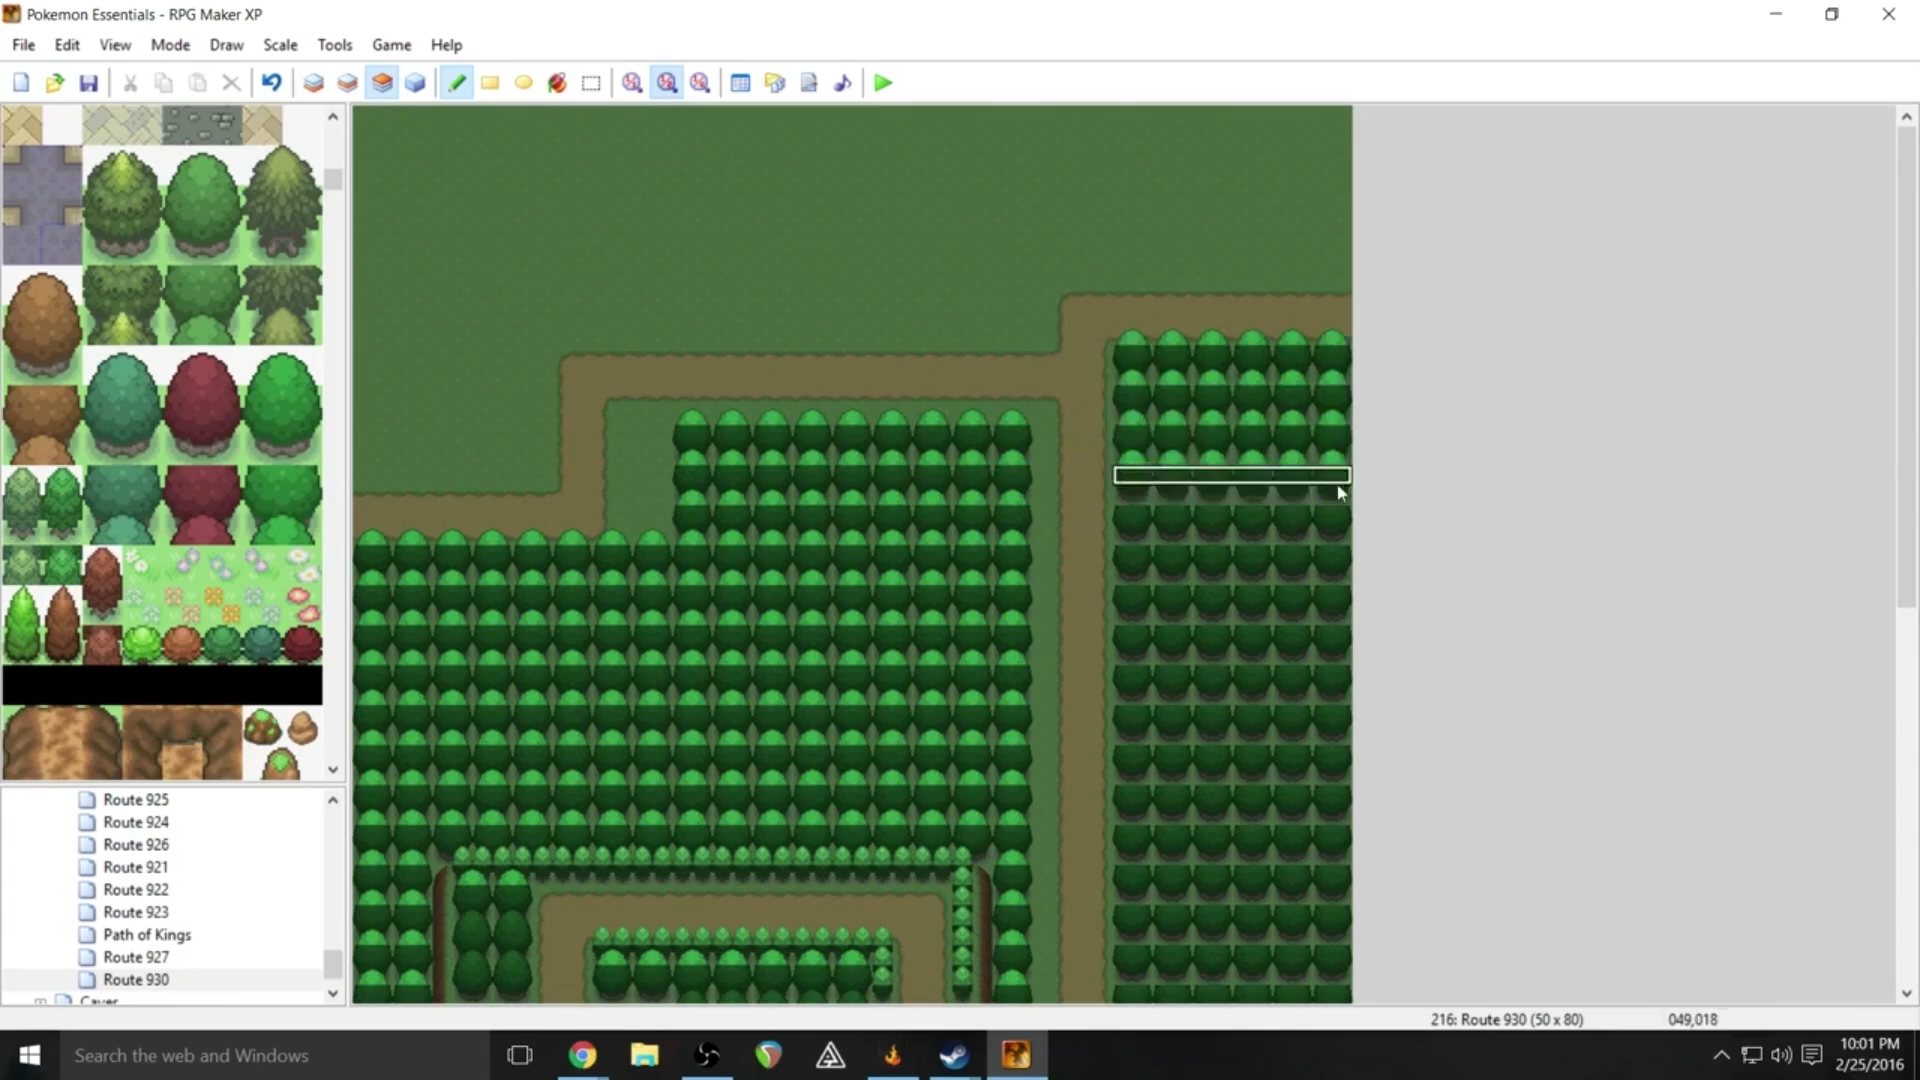 Pokemon Essentials - RPG Maker XP
File Edit View Mode Draw Scale Tools Game Help
Route 925
Route 924
Route 926
Route 921
Route 922
Route 923
Path of Kings
Route 927
Route 930
216: Route 930 (50 x 80) 049,018
Search the web and Windows
10:01 PM
2/25/2016